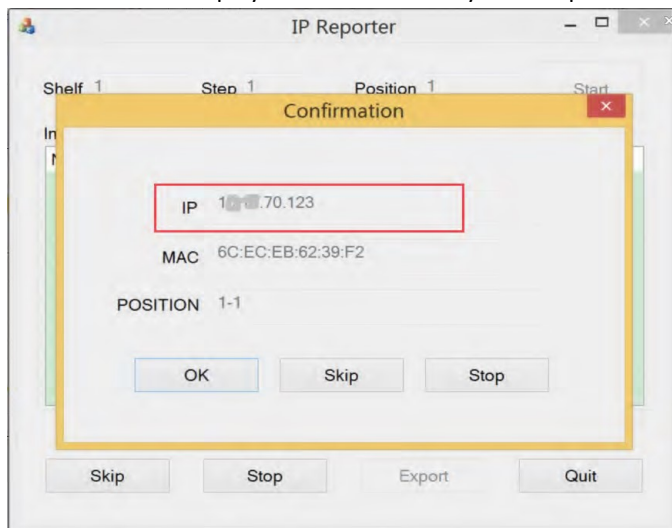 IP Reporter
Shelf 1 Step 1 Position 1 Start
Confirmation
In
IP .70.123
MAC 6C:EC:EB:62:39:F2
POSITION 1-1
OK Skip Stop
Skip Stop Export Quit